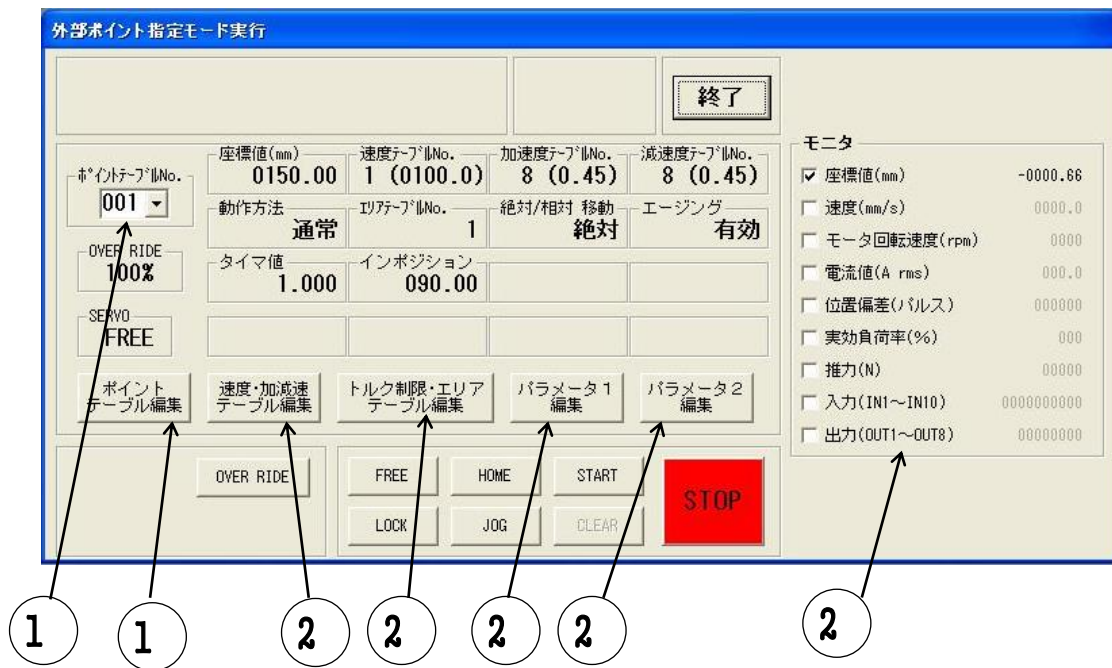 外部ポイント指定モード実行
終了
ポイントテーブルNo.
001
座標値(mm)
0150.00
速度テーブルNo.
1 (0100.0)
加速度テーブルNo.
8 (0.45)
減速度テーブルNo.
8 (0.45)
動作方法
通常
エリアテーブルNo.
1
絶対/相対 移動
絶対
エージング
有効
OVER RIDE
100%
タイマ値
1.000
インポジション
090.00
SERVO
FREE
ポイント
テーブル編集
速度・加減速
テーブル編集
トルク制限・エリア
テーブル編集
パラメータ1
編集
パラメータ2
編集
OVER RIDE
FREE
HOME
START
LOCK
JOG
CLEAR
STOP
モニタ
座標値(mm) -0000.66
速度(mm/s) 0000.0
モータ回転速度(rpm) 0000
電流値(A rms) 000.0
位置偏差(パルス) 000000
実効負荷率(%) 000
推力(N) 00000
入力(IN1～IN10) 0000000000
出力(OUT1～OUT8) 00000000
1 1 2 2 2 2 2